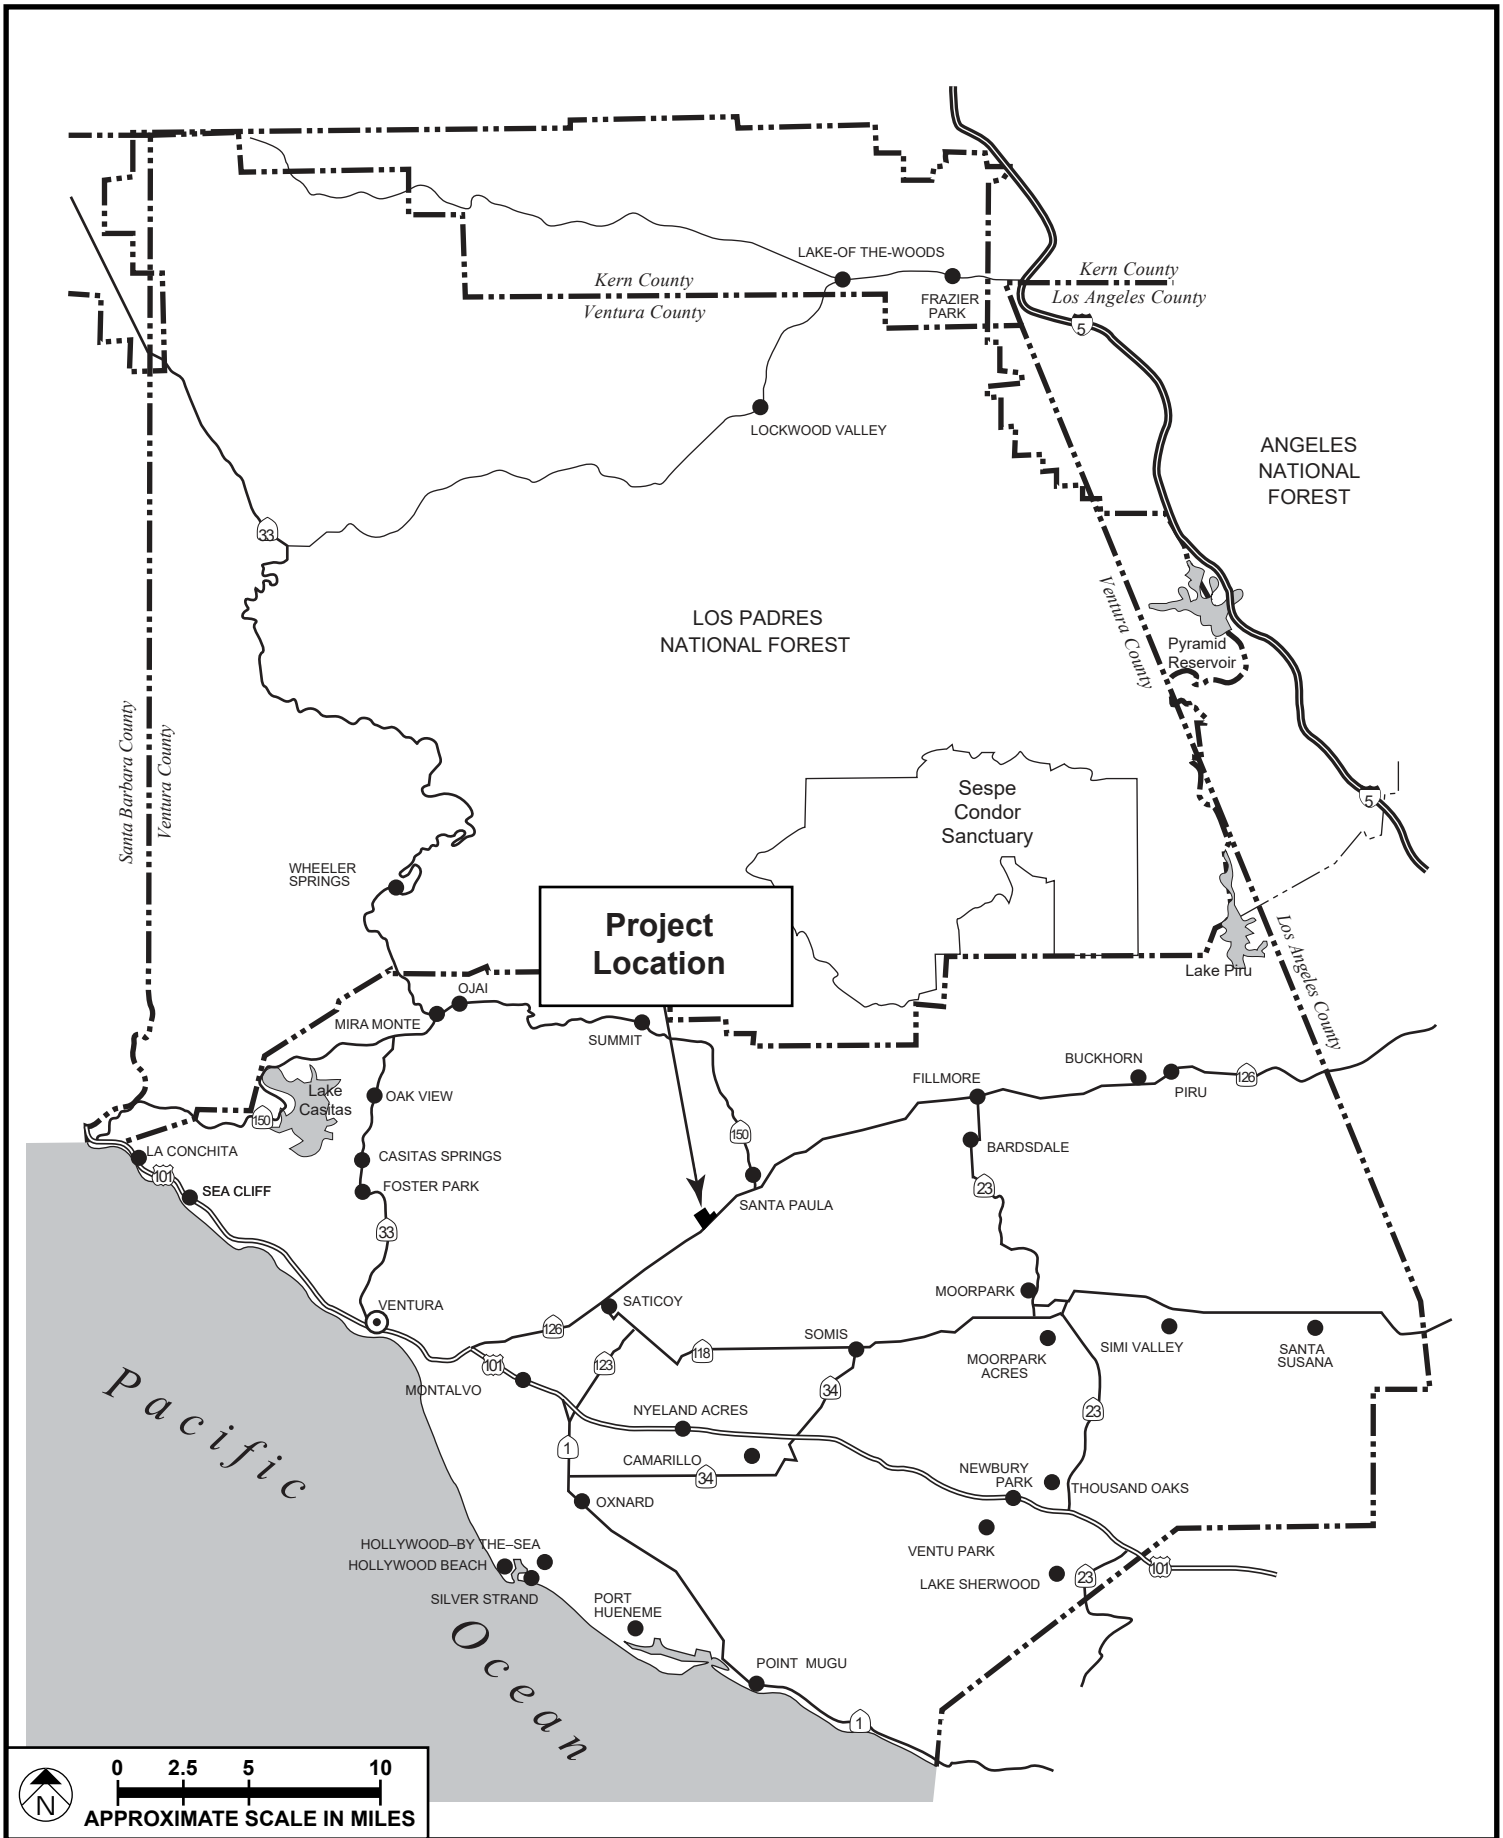 LAKE-OF THE-WOODS
Kern County
Kern County
FRAZIER
PARK
Los Angeles County
Ventura County
5
LOCKWOOD VALLEY
ANGELES
NATIONAL
FOREST
33
Ventura County
LOS PADRES
NATIONAL FOREST
Pyramid
Reservoir
Santa Barbara County
Ventura County
Sespe
Condor
Sanctuary
5
WHEELER
SPRINGS
Project
Location
Los Angeles County
Lake Piru
OJAI
MIRA MONTE
SUMMIT
BUCKHORN
FILLMORE
126
PIRU
Lake
Casitas
OAK VIEW
150
150
BARDSDALE
LA CONCHITA
CASITAS SPRINGS
101
SEA CLIFF
FOSTER PARK
23
SANTA PAULA
33
MOORPARK
VENTURA
SATICOY
126
SOMIS
118
SIMI VALLEY
SANTA
SUSANA
MOORPARK
ACRES
101
123
MONTALVO
34
NYELAND ACRES
23
1
CAMARILLO
34
NEWBURY
PARK
THOUSAND OAKS
OXNARD
HOLLYWOOD–BY THE–SEA
HOLLYWOOD BEACH
VENTU PARK
101
LAKE SHERWOOD
23
SILVER STRAND
PORT
HUENEME
POINT MUGU
1
Pacific
Ocean
0 2.5 5 10
N
APPROXIMATE SCALE IN MILES